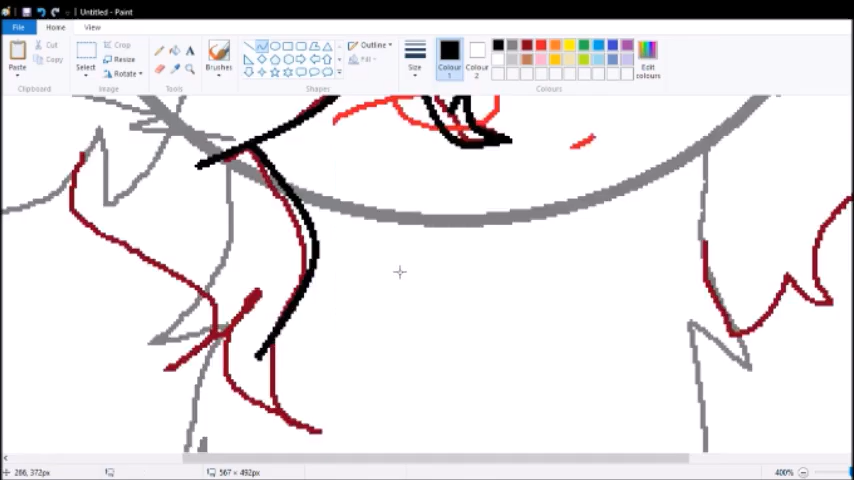 Untitled - Paint
File Home View
Paste Cut Copy Select Crop Resize Rotate Brushes Outline Fill Size Colour 1 Colour 2 Edit colours
Clipboard Image Tools Shapes Colours
286, 372px 567 × 492px 400%